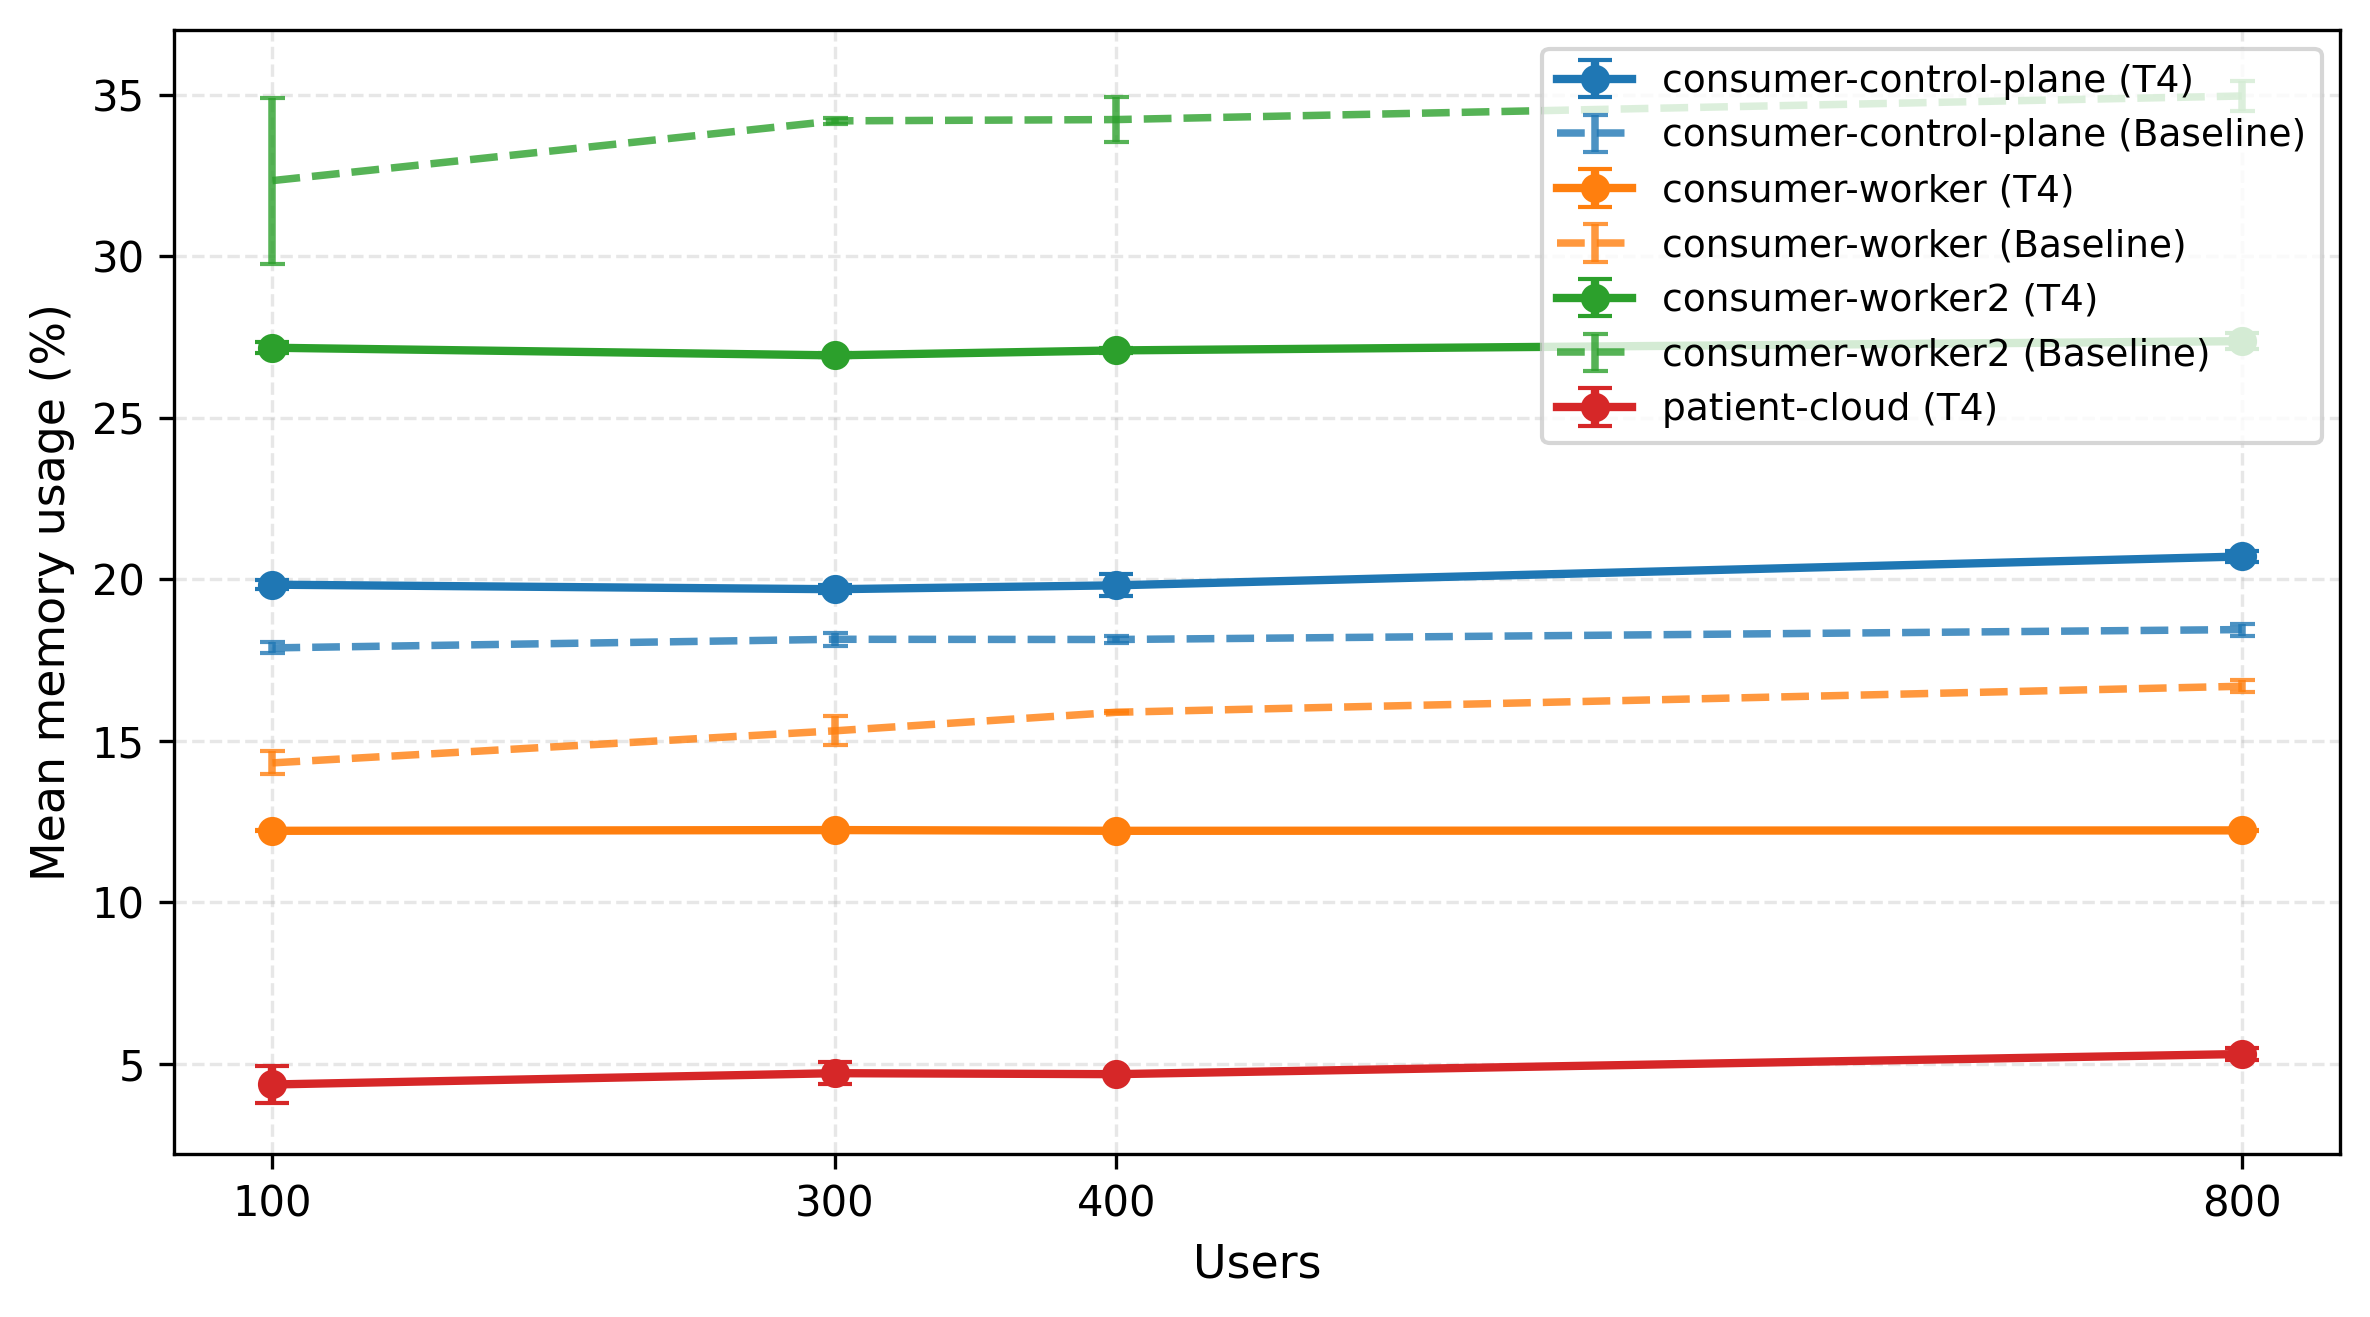 35
30
25
20
15
10
5
Mean memory usage (%)
consumer-control-plane (T4)
consumer-control-plane (Baseline)
consumer-worker (T4)
consumer-worker (Baseline)
consumer-worker2 (T4)
consumer-worker2 (Baseline)
patient-cloud (T4)
100 300 400 800
Users